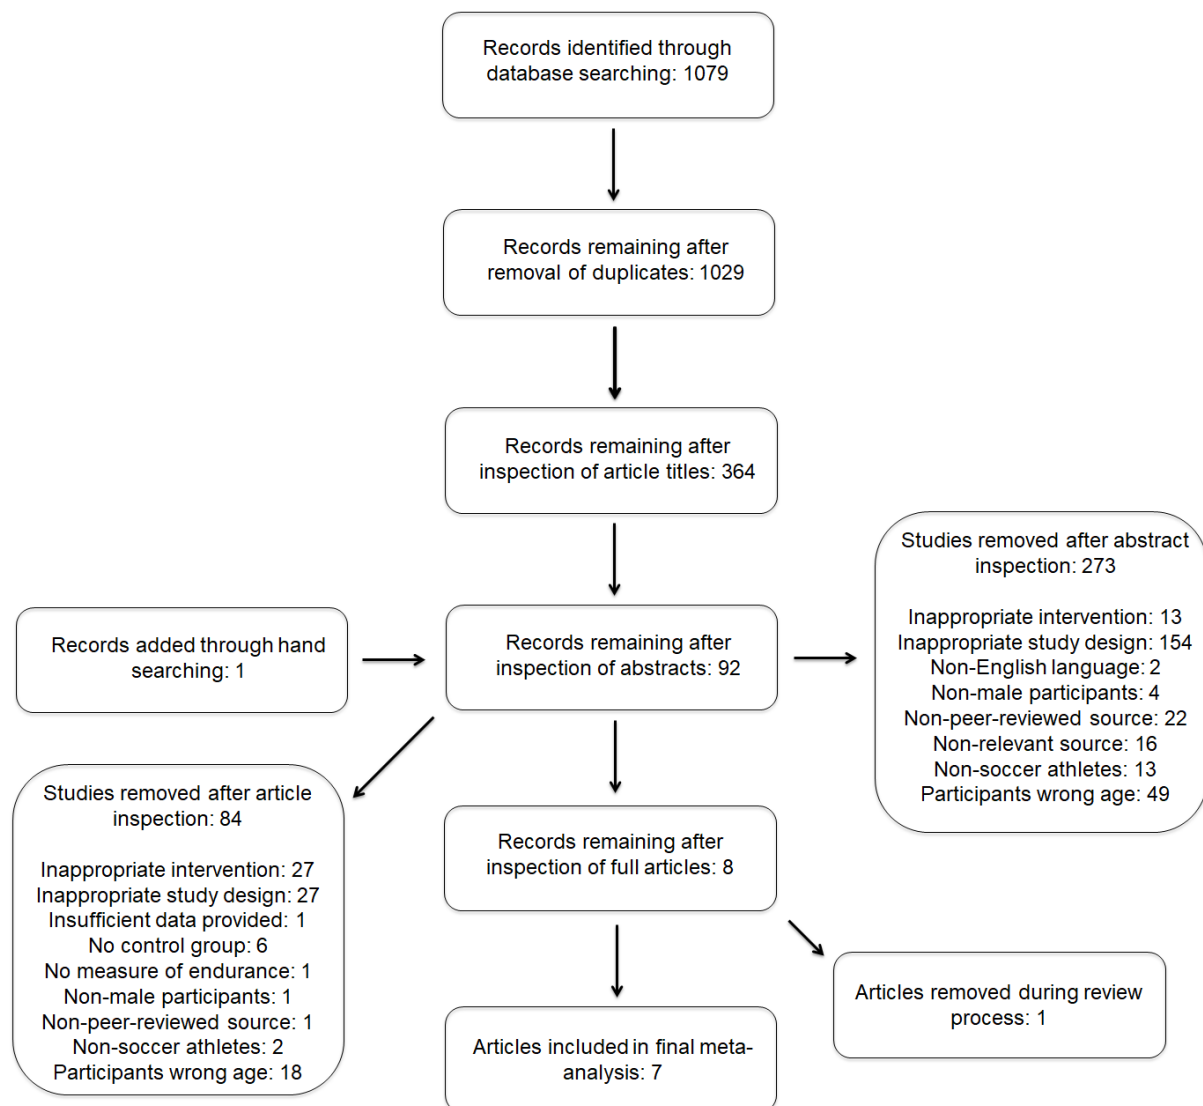 Records identified through
database searching: 1079
Records remaining after
removal of duplicates: 1029
Records remaining after
inspection of article titles: 364
Studies removed after abstract
inspection: 273
Inappropriate intervention: 13
Inappropriate study design: 154
Non-English language: 2
Non-male participants: 4
Non-peer-reviewed source: 22
Non-relevant source: 16
Non-soccer athletes: 13
Participants wrong age: 49
Records added through hand
searching: 1
Records remaining after
inspection of abstracts: 92
Studies removed after article
inspection: 84
Inappropriate intervention: 27
Inappropriate study design: 27
Insufficient data provided: 1
No control group: 6
No measure of endurance: 1
Non-male participants: 1
Non-peer-reviewed source: 1
Non-soccer athletes: 2
Participants wrong age: 18
Records remaining after
inspection of full articles: 8
Articles removed during review
process: 1
Articles included in final meta-
analysis: 7